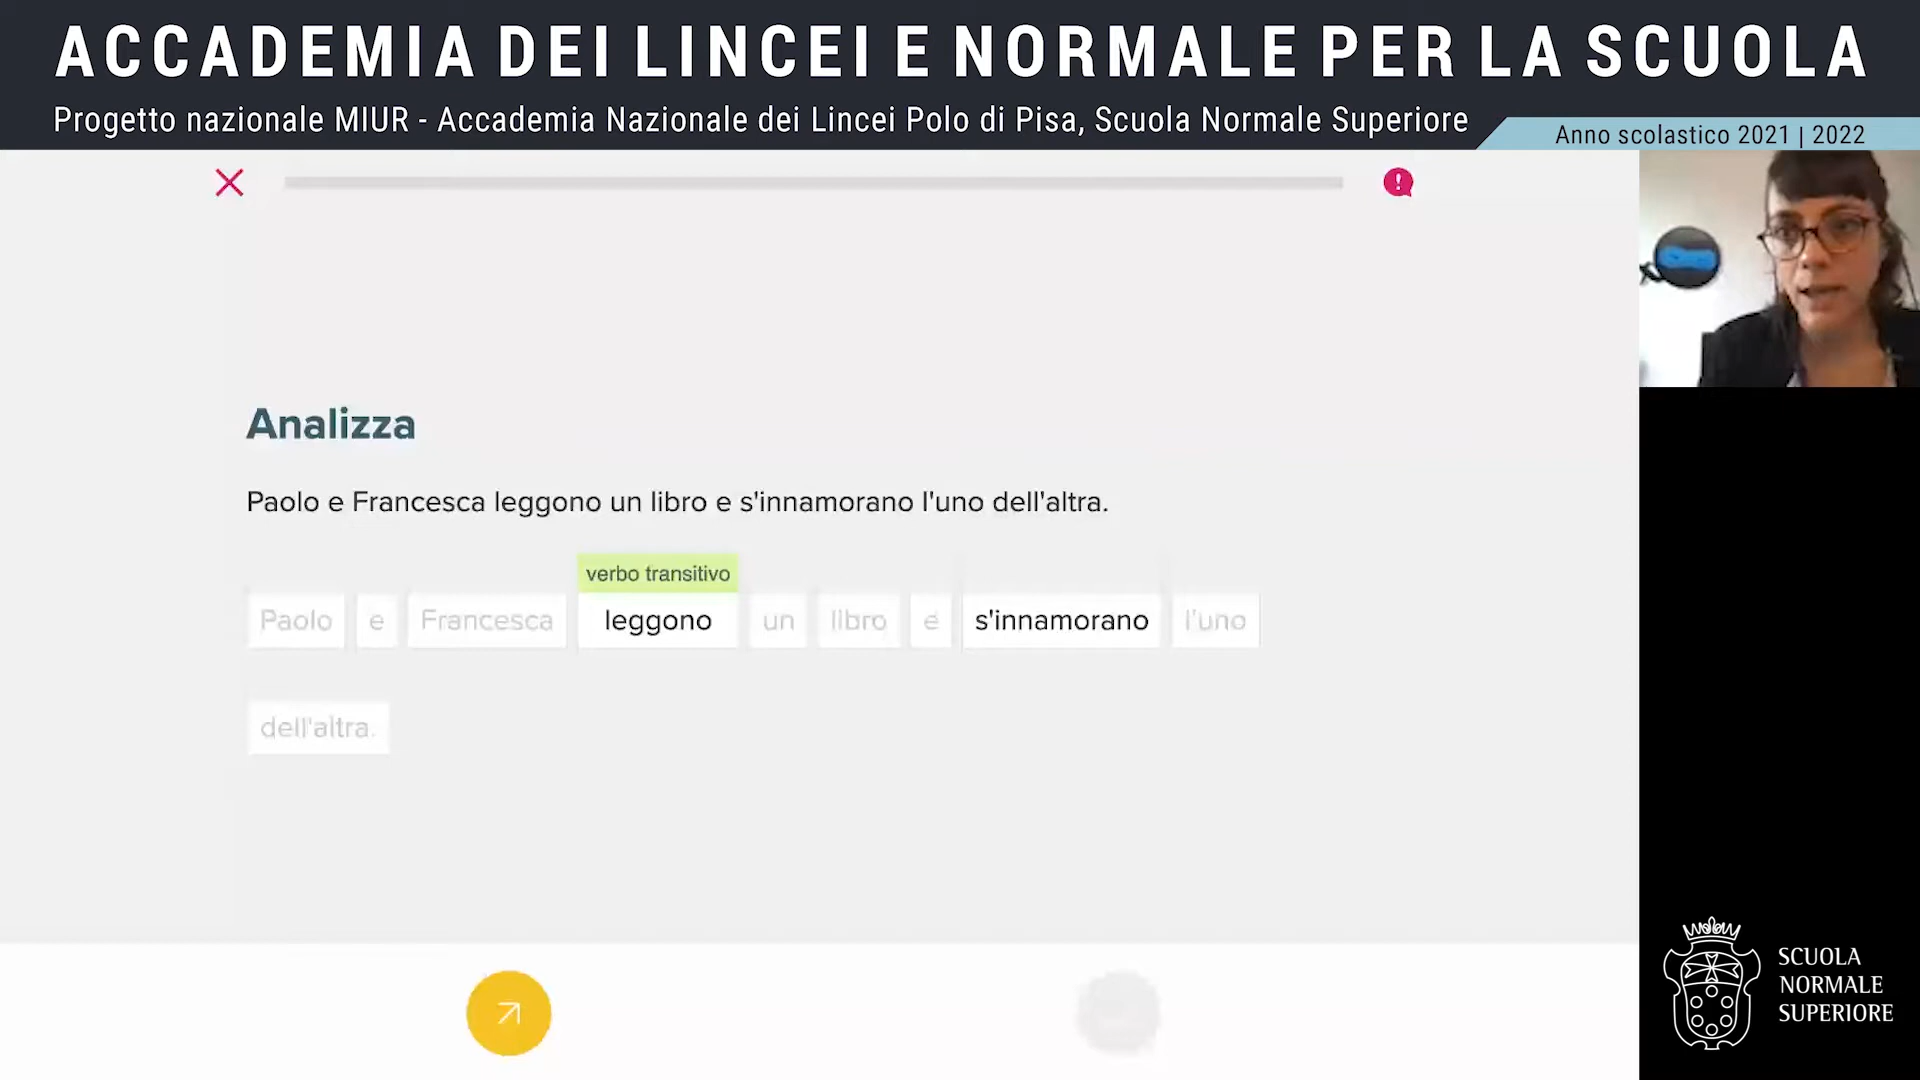 ACCADEMIA DEI LINCEI E NORMALE PER LA SCUOLA
Progetto nazionale MIUR - Accademia Nazionale dei Lincei Polo di Pisa, Scuola Normale Superiore
Anno scolastico 2021 | 2022
Analizza
Paolo e Francesca leggono un libro e s'innamorano l'uno dell'altra.
verbo transitivo
Paolo e Francesca leggono un libro e s'innamorano l'uno
dell'altra.
SCUOLA
NORMALE
SUPERIORE